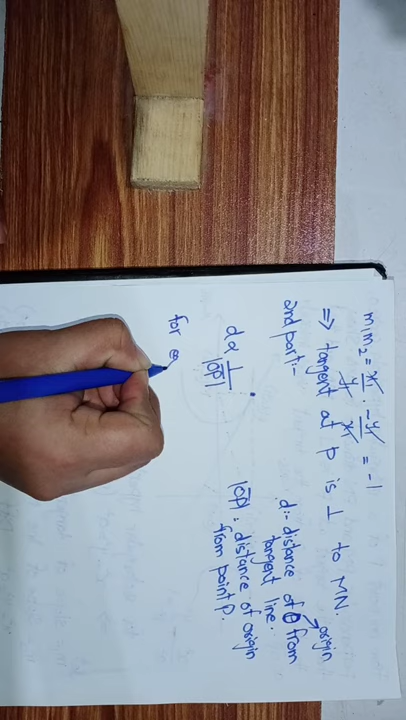 m₁m₂ = x₁/y₁ · -y₁/x₁ = -1
⇒ tangent at P is ⊥ to MN.
and part:-
d:- distance of O from
origin
tangent line.
d α 1/|OP|
|OP| : distance of origin
from point P.
for